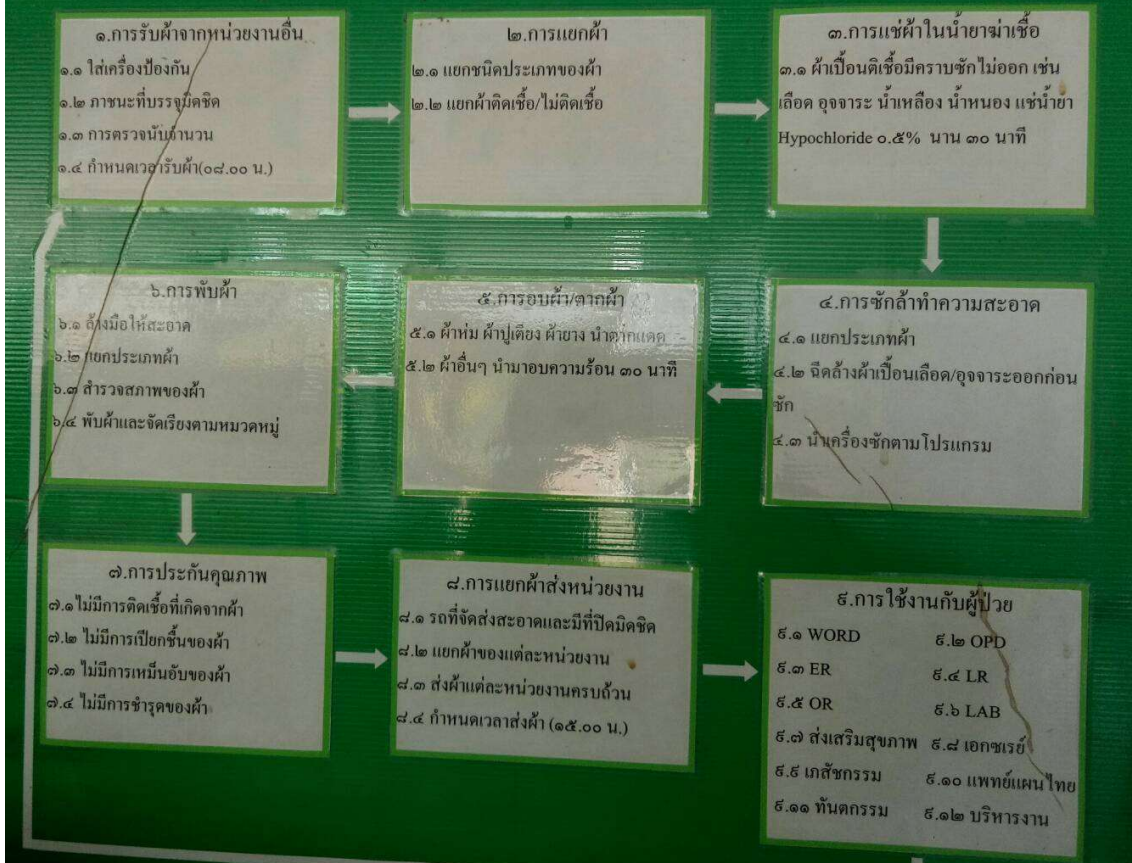 ๑.การรับผ้าจากหน่วยงานอื่น
๑.๑ ใส่เครื่องป้องกัน
๑.๒ ภาชนะที่บรรจุมิดชิด
๑.๓ การตรวจนับจำนวน
๑.๔ กำหนดเวลารับผ้า(๐๘.๐๐ น.)
๒.การแยกผ้า
๒.๑ แยกชนิดประเภทของผ้า
๒.๒ แยกผ้าติดเชื้อ/ไม่ติดเชื้อ
๓.การแช่ผ้าในน้ำยาฆ่าเชื้อ
๓.๑ ผ้าเปื้อนติเชื้อมีคราบซักไม่ออก เช่น
เลือด อุจจาระ น้ำเหลือง น้ำหนอง แช่น้ำยา
Hypochloride ๐.๕% นาน ๓๐ นาที
๔.การซักล้างทำความสะอาด
๔.๑ แยกประเภทผ้า
๔.๒ ฉีดล้างผ้าเปื้อนเลือด/อุจจาระออกก่อน
ซัก
๔.๓ นำเครื่องซักตามโปรแกรม
๕.การอบผ้า/ตากผ้า
๕.๑ ผ้าห่ม ผ้าปูเตียง ผ้ายาง นำตากแดด
๕.๒ ผ้าอื่นๆ นำมาอบความร้อน ๓๐ นาที
๖.การพับผ้า
๖.๑ ล้างมือให้สะอาด
๖.๒ แยกประเภทผ้า
๖.๓ สำรวจสภาพของผ้า
๖.๔ พับผ้าและจัดเรียงตามหมวดหมู่
๗.การประกันคุณภาพ
๗.๑ ไม่มีการติดเชื้อที่เกิดจากผ้า
๗.๒ ไม่มีการเปียกชื้นของผ้า
๗.๓ ไม่มีการเหม็นอับของผ้า
๗.๔ ไม่มีการชำรุดของผ้า
๘.การแยกผ้าส่งหน่วยงาน
๘.๑ รถที่จัดส่งสะอาดและมีที่ปิดมิดชิด
๘.๒ แยกผ้าของแต่ละหน่วยงาน
๘.๓ ส่งผ้าแต่ละหน่วยงานครบถ้วน
๘.๔ กำหนดเวลาส่งผ้า (๑๕.๐๐ น.)
๙.การใช้งานกับผู้ป่วย
๙.๑ WORD ๙.๒ OPD
๙.๓ ER ๙.๔ LR
๙.๕ OR ๙.๖ LAB
๙.๗ ส่งเสริมสุขภาพ ๙.๘ เอกซเรย์
๙.๙ เภสัชกรรม ๙.๑๐ แพทย์แผนไทย
๙.๑๑ ทันตกรรม ๙.๑๒ บริหารงาน